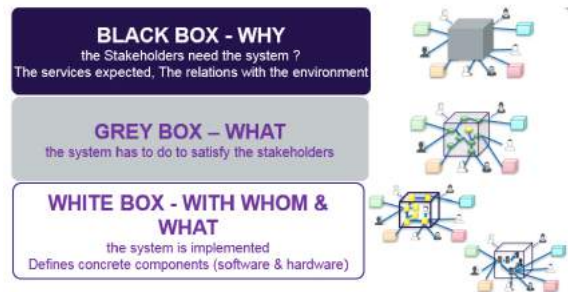 BLACK BOX - WHY
the Stakeholders need the system ?
The services expected, The relations with the environment
GREY BOX – WHAT
the system has to do to satisfy the stakeholders
WHITE BOX - WITH WHOM &
WHAT
the system is implemented
Defines concrete components (software & hardware)